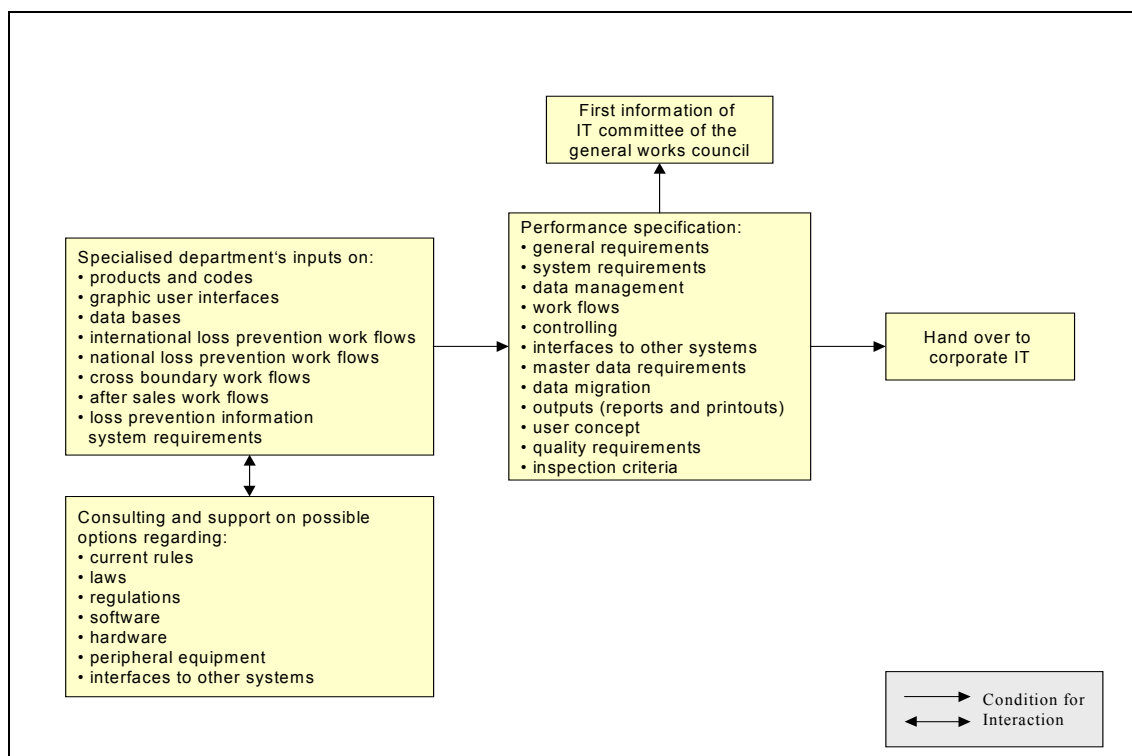 First information of
IT committee of the
general works council
Specialised department‘s inputs on:
• products and codes
• graphic user interfaces
• data bases
• international loss prevention work flows
• national loss prevention work flows
• cross boundary work flows
• after sales work flows
• loss prevention information
system requirements
Performance specification:
• general requirements
• system requirements
• data management
• work flows
• controlling
• interfaces to other systems
• master data requirements
• data migration
• outputs (reports and printouts)
• user concept
• quality requirements
• inspection criteria
Hand over to
corporate IT
Consulting and support on possible
options regarding:
• current rules
• laws
• regulations
• software
• hardware
• peripheral equipment
• interfaces to other systems
Condition for
Interaction